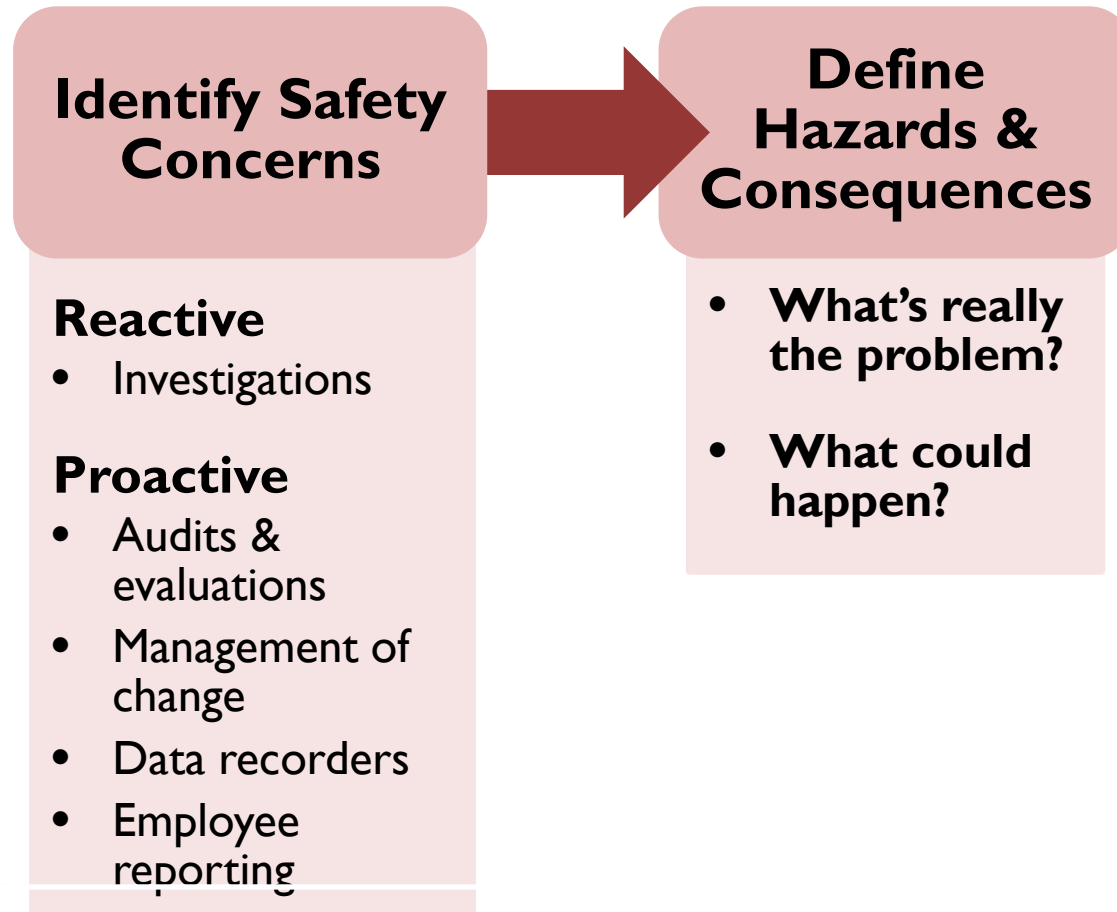 Identify Safety
Concerns
Reactive
• Investigations
Proactive
• Audits &
evaluations
• Management of
change
• Data recorders
• Employee
reporting
Define
Hazards &
Consequences
• What's really
the problem?
• What could
happen?